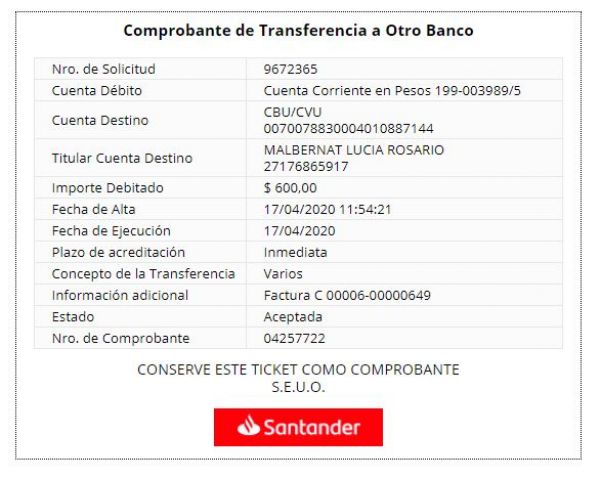 Comprobante de Transferencia a Otro Banco
Nro. de Solicitud 9672365
Cuenta Débito Cuenta Corriente en Pesos 199-003989/5
Cuenta Destino CBU/CVU
0070078830004010887144
Titular Cuenta Destino MALBERNAT LUCIA ROSARIO
27176865917
Importe Debitado $ 600,00
Fecha de Alta 17/04/2020 11:54:21
Fecha de Ejecución 17/04/2020
Plazo de acreditación Inmediata
Concepto de la Transferencia Varios
Información adicional Factura C 00006-00000649
Estado Aceptada
Nro. de Comprobante 04257722
CONSERVE ESTE TICKET COMO COMPROBANTE
S.E.U.O.
Santander